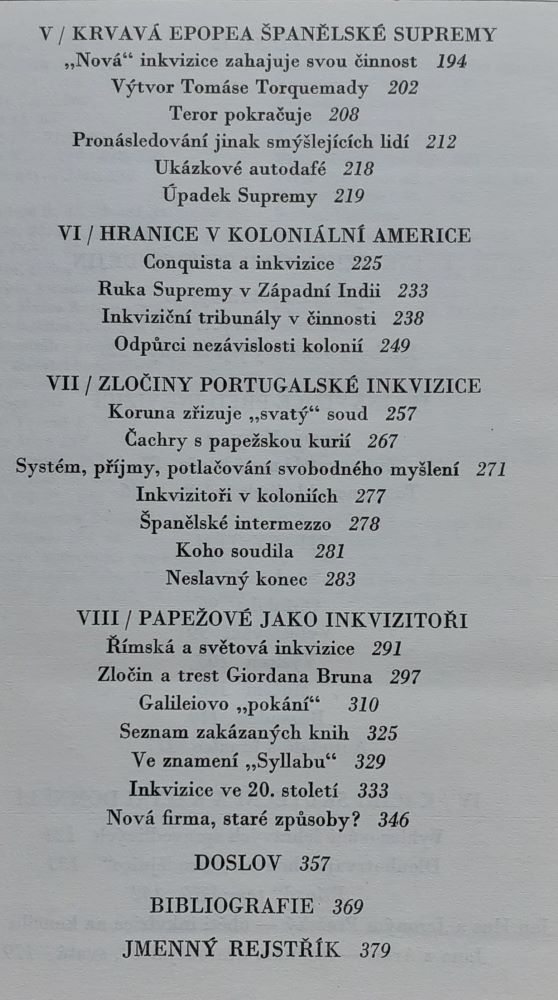 V / KRVAVÁ EPOPEA ŠPANĚLSKÉ SUPREMY
„Nová“ inkvizice zahajuje svou činnost 194
Výtvor Tomáse Torquemady 202
Teror pokračuje 208
Pronásledování jinak smýšlejících lidí 212
Ukázkové autodafé 218
Úpadek Supremy 219
VI / HRANICE V KOLONIÁLNÍ AMERICE
Conquista a inkvizice 225
Ruka Supremy v Západní Indii 233
Inkviziční tribunály v činnosti 238
Odpůrci nezávislosti kolonií 249
VII / ZLOČINY PORTUGALSKÉ INKVIZICE
Koruna zřizuje „svatý“ soud 257
Čachry s papežskou kurií 267
Systém, příjmy, potlačování svobodného myšlení 271
Inkvizitoři v koloniích 277
Španělské intermezzo 278
Koho soudila 281
Neslavný konec 283
VIII / PAPEŽOVÉ JAKO INKVIZITOŘI
Římská a světová inkvizice 291
Zločin a trest Giordana Bruna 297
Galileiovo „pokání“ 310
Seznam zakázaných knih 325
Ve znamení „Syllabu“ 329
Inkvizice ve 20. století 333
Nová firma, staré způsoby? 346
DOSLOV 357
BIBLIOGRAFIE 369
JMENNÝ REJSTŘÍK 379